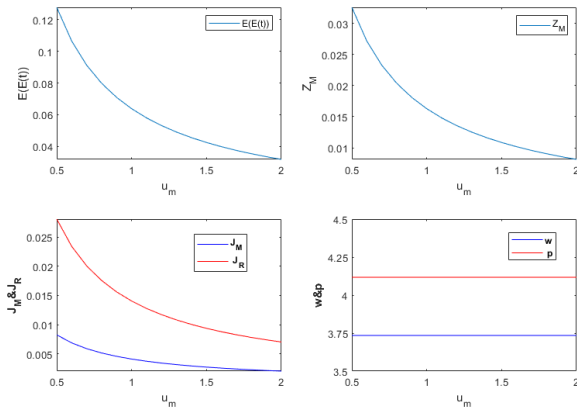 0.12
0.1
0.08
0.06
0.04
E(E(t))
E(E(t))
0.5
1
1.5
2
u_m
0.03
0.025
0.02
0.015
0.01
Z_M
Z_M
0.5
1
1.5
2
u_m
0.025
0.02
0.015
0.01
0.005
J_M&J_R
J_M
J_R
0.5
1
1.5
2
u_m
4.5
4.25
4
3.75
3.5
w&p
w
p
0.5
1
1.5
2
u_m